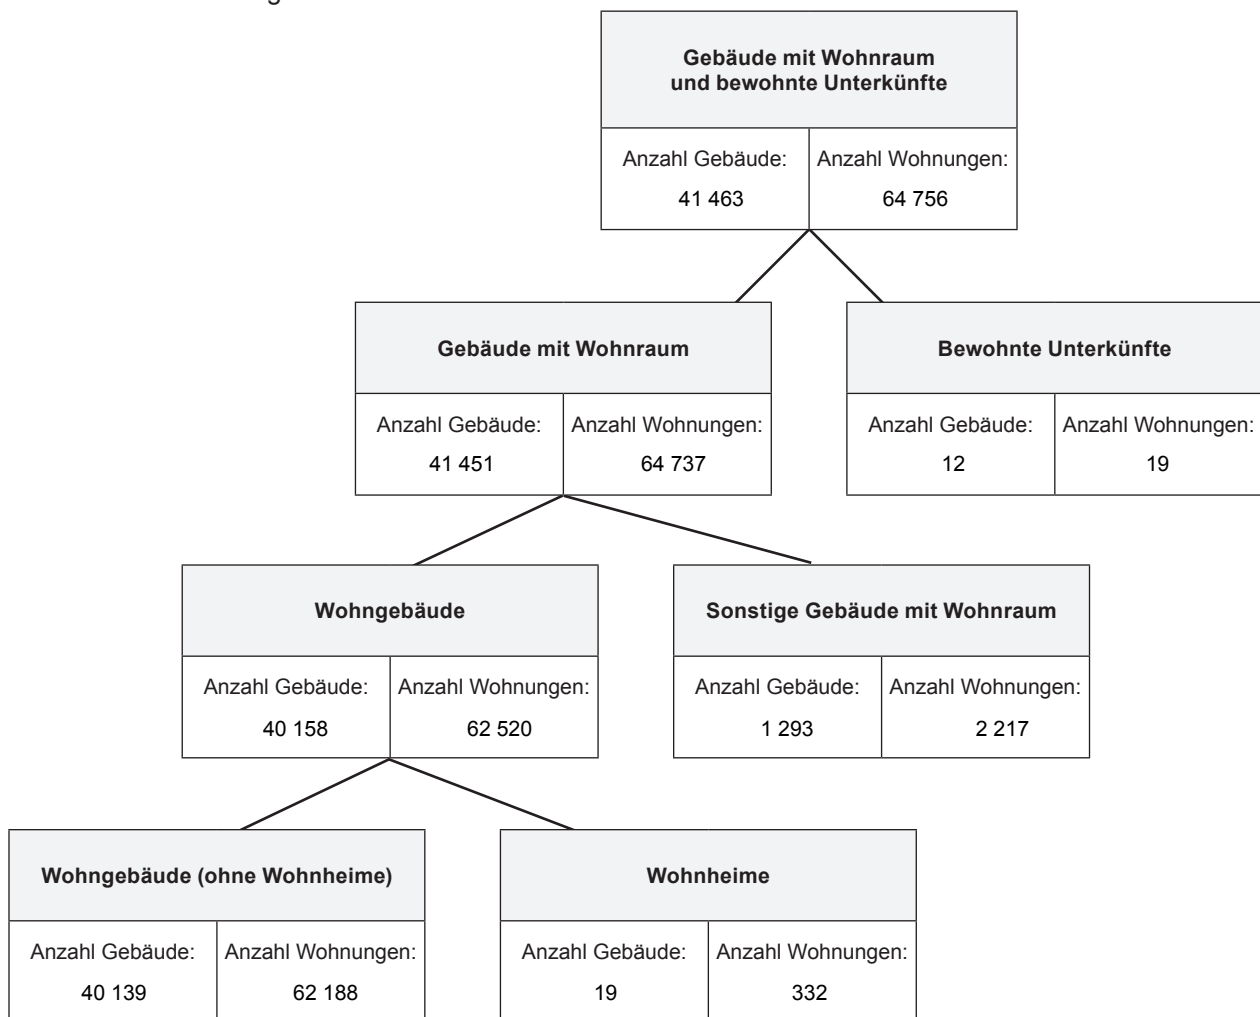 Gebäude mit Wohnraum
und bewohnte Unterkünfte
Anzahl Gebäude: Anzahl Wohnungen:
41 463 64 756
Gebäude mit Wohnraum
Anzahl Gebäude: Anzahl Wohnungen:
41 451 64 737
Bewohnte Unterkünfte
Anzahl Gebäude: Anzahl Wohnungen:
12 19
Wohngebäude
Anzahl Gebäude: Anzahl Wohnungen:
40 158 62 520
Sonstige Gebäude mit Wohnraum
Anzahl Gebäude: Anzahl Wohnungen:
1 293 2 217
Wohngebäude (ohne Wohnheime)
Anzahl Gebäude: Anzahl Wohnungen:
40 139 62 188
Wohnheime
Anzahl Gebäude: Anzahl Wohnungen:
19 332